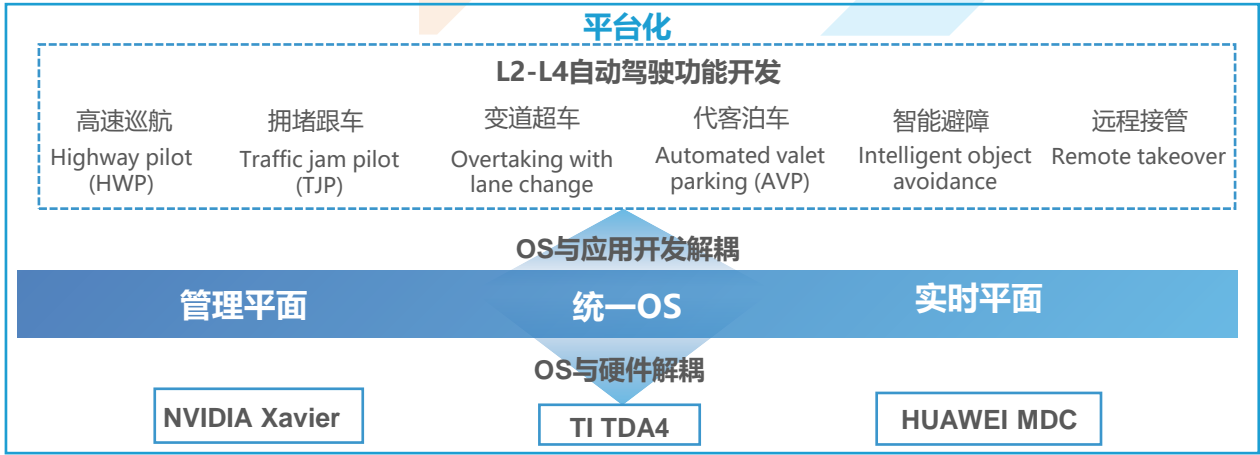 平台化
L2-L4自动驾驶功能开发
高速巡航
Highway pilot
(HWP)
拥堵跟车
Traffic jam pilot
(TJP)
变道超车
Overtaking with
lane change
代客泊车
Automated valet
parking (AVP)
智能避障
Intelligent object
avoidance
远程接管
Remote takeover
OS与应用开发解耦
管理平面
统一OS
实时平面
OS与硬件解耦
NVIDIA Xavier
TI TDA4
HUAWEI MDC